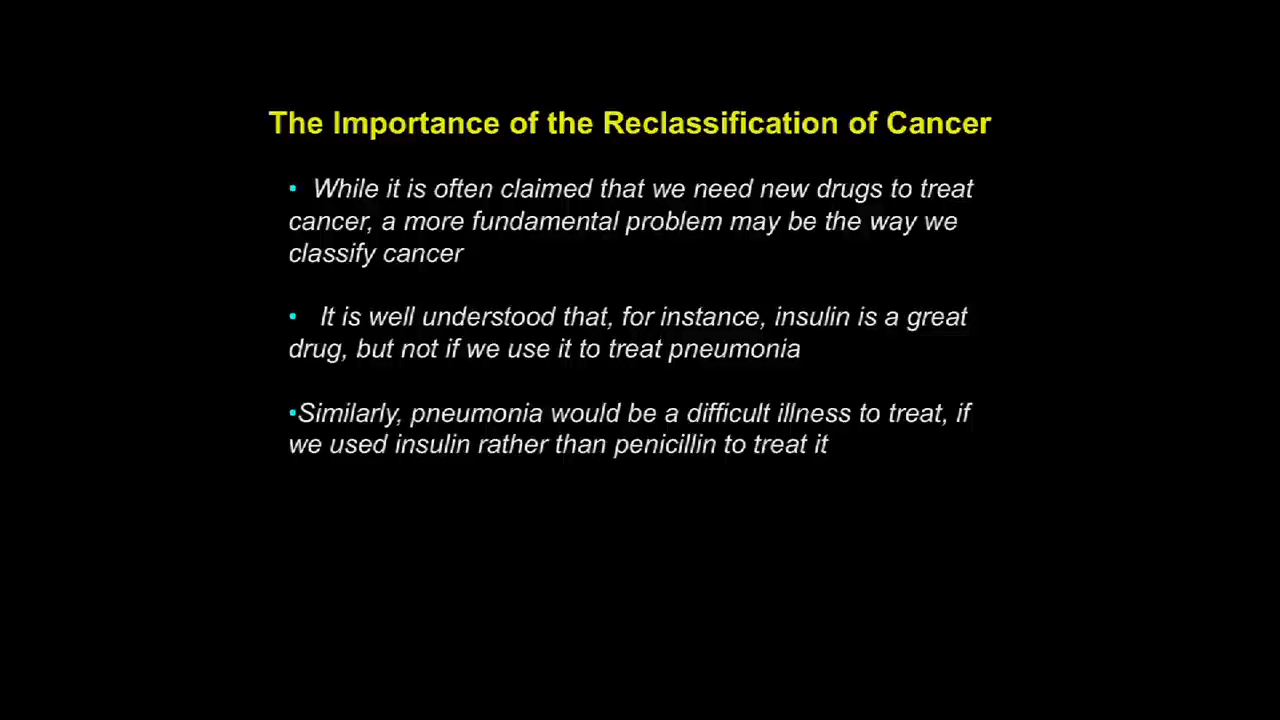 The Importance of the Reclassification of Cancer
• While it is often claimed that we need new drugs to treat
cancer, a more fundamental problem may be the way we
classify cancer
• It is well understood that, for instance, insulin is a great
drug, but not if we use it to treat pneumonia
•Similarly, pneumonia would be a difficult illness to treat, if
we used insulin rather than penicillin to treat it